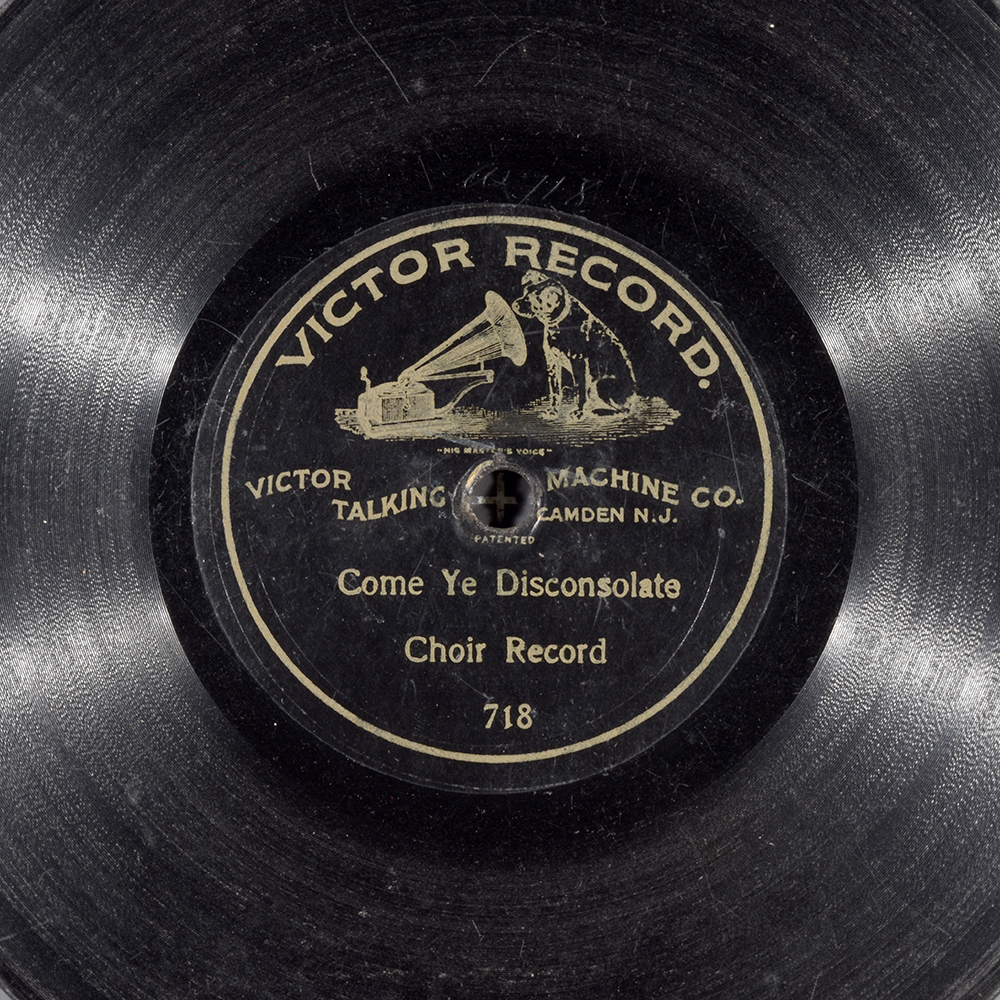 VICTOR RECORD.
"HIS MASTER'S VOICE"
VICTOR TALKING MACHINE CO.
CAMDEN N.J.
PATENTED
Come Ye Disconsolate
Choir Record
718